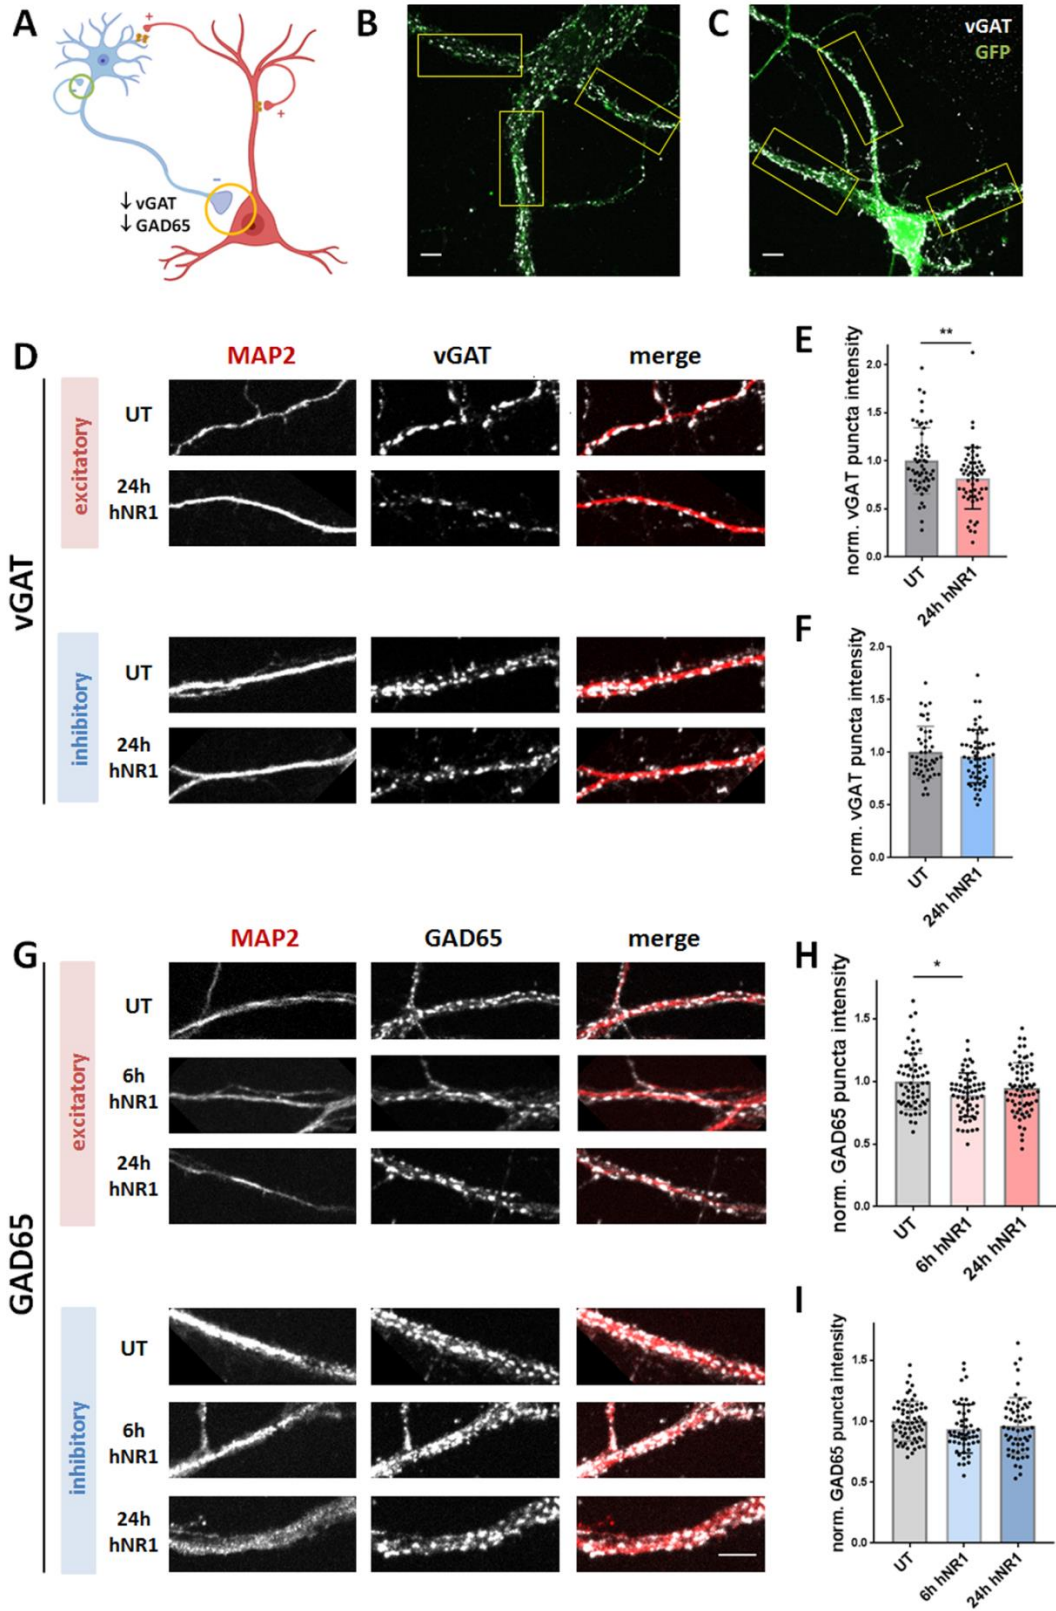 A
+
+
-
-
↓ vGAT
↓ GAD65
B
C
vGAT
GFP
D
MAP2
vGAT
merge
vGAT
excitatory
UT
24h
hNR1
inhibitory
UT
24h
hNR1
E
norm. vGAT puncta intensity
2.0
1.5
1.0
0.5
0.0
**
UT
24h hNR1
F
norm. vGAT puncta intensity
2.0
1.5
1.0
0.5
0.0
UT
24h hNR1
G
MAP2
GAD65
merge
GAD65
excitatory
UT
6h
hNR1
24h
hNR1
inhibitory
UT
6h
hNR1
24h
hNR1
H
norm. GAD65 puncta intensity
1.5
1.0
0.5
0.0
*
UT
6h hNR1
24h hNR1
I
norm. GAD65 puncta intensity
1.5
1.0
0.5
0.0
UT
6h hNR1
24h hNR1